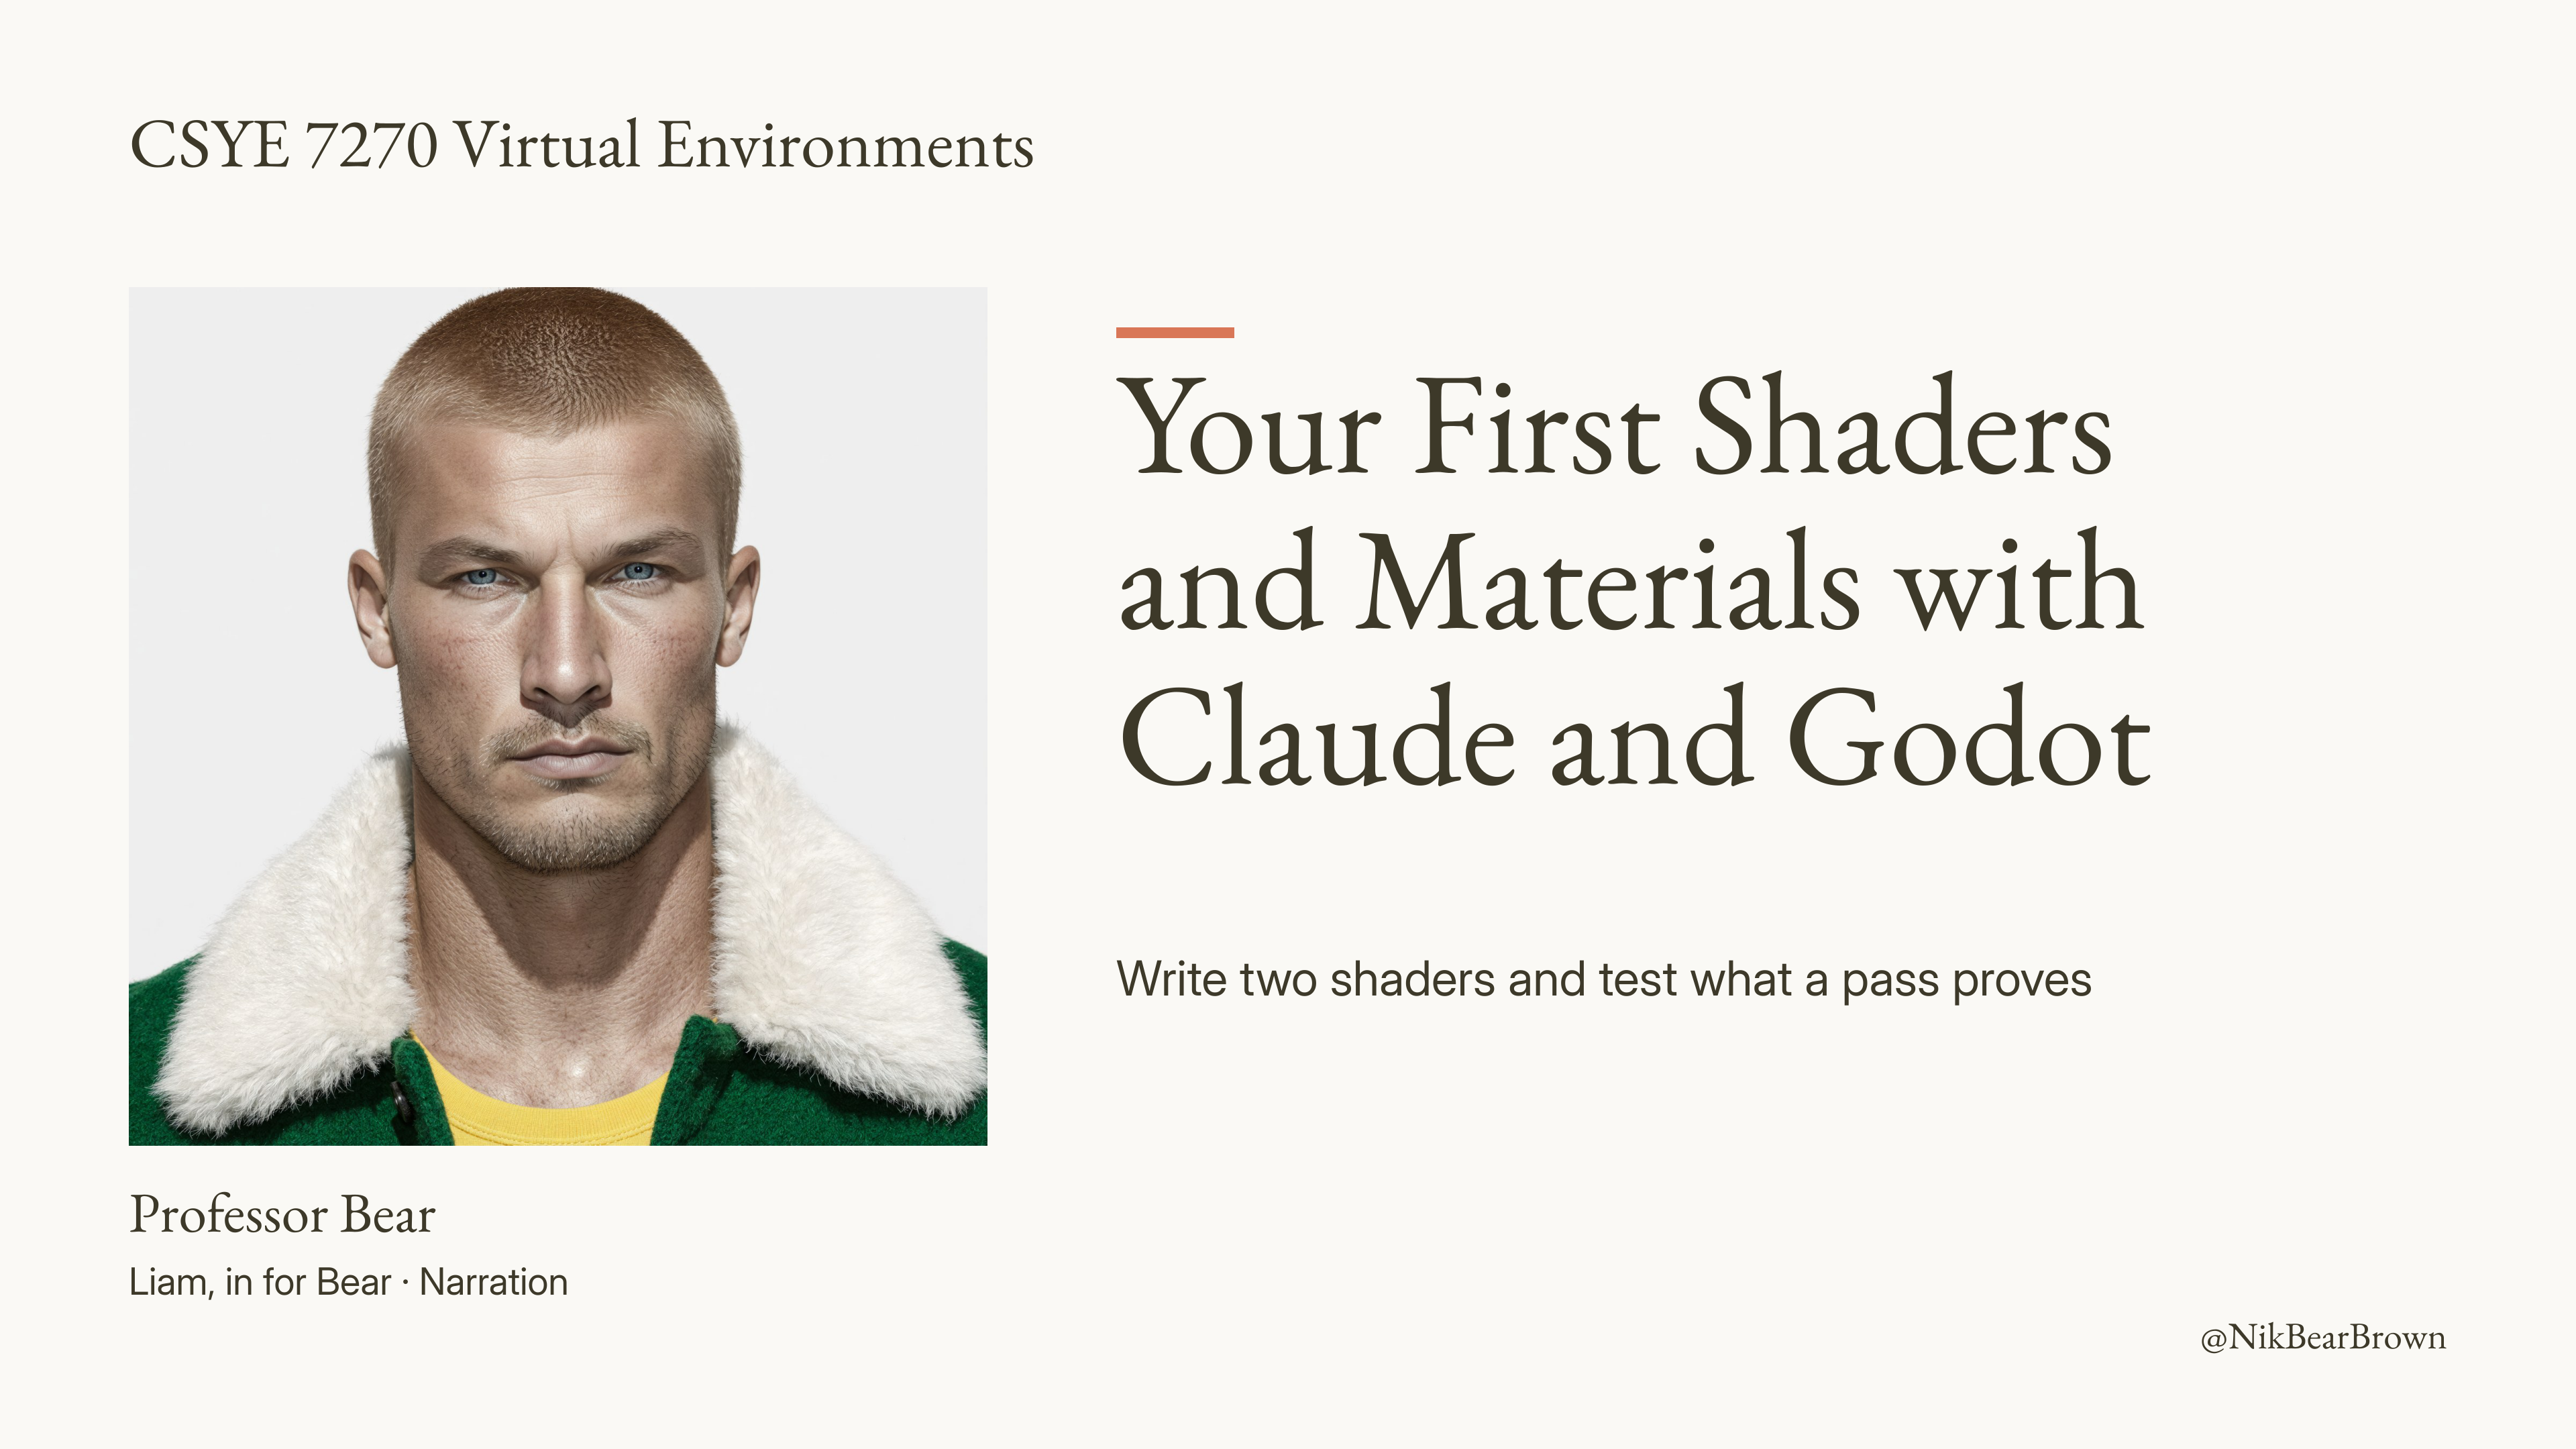 CSYE 7270 Virtual Environments
Your First Shaders
and Materials with
Claude and Godot
Write two shaders and test what a pass proves
Professor Bear
Liam, in for Bear · Narration
@NikBearBrown